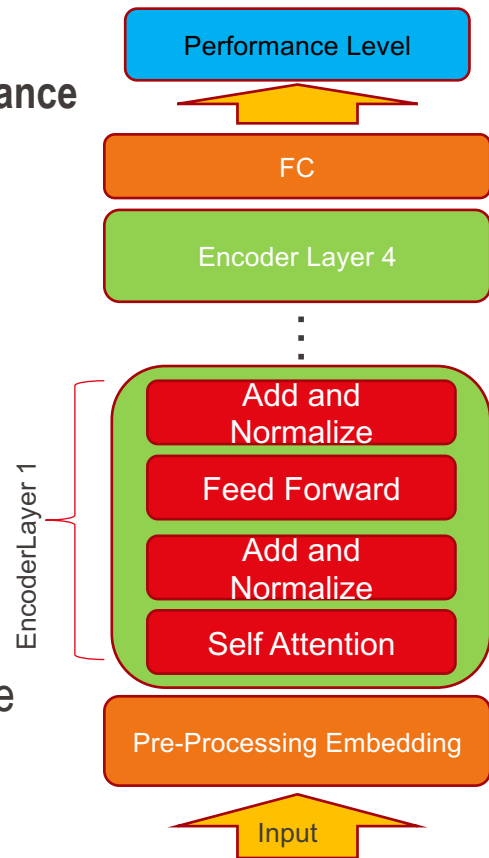 Performance Level
ance
FC
Encoder Layer 4
⋮
Add and
Normalize
Feed Forward
Add and
Normalize
Self Attention
EncoderLayer 1
e
Pre-Processing Embedding
Input